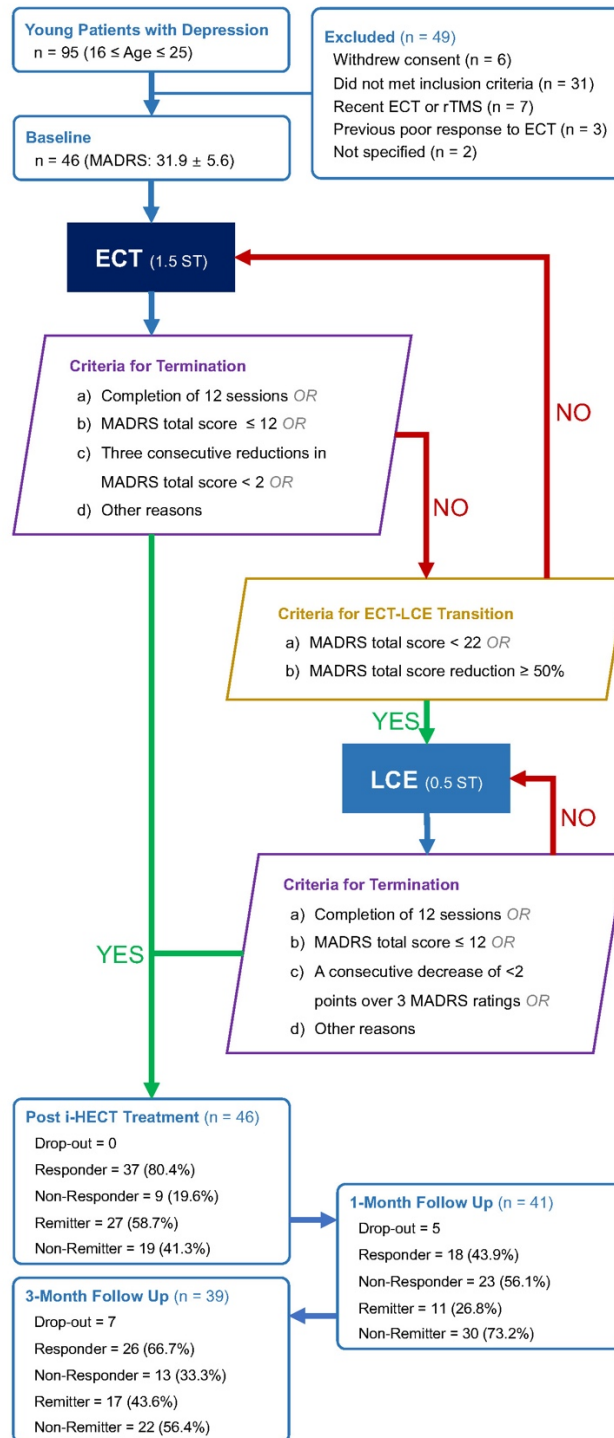 Young Patients with Depression
n = 95 (16 ≤ Age ≤ 25)
Excluded (n = 49)
Withdrew consent (n = 6)
Did not met inclusion criteria (n = 31)
Recent ECT or rTMS (n = 7)
Previous poor response to ECT (n = 3)
Not specified (n = 2)
Baseline
n = 46 (MADRS: 31.9 ± 5.6)
ECT (1.5 ST)
Criteria for Termination
a) Completion of 12 sessions OR
b) MADRS total score ≤ 12 OR
c) Three consecutive reductions in
MADRS total score < 2 OR
d) Other reasons
NO
NO
Criteria for ECT-LCE Transition
a) MADRS total score < 22 OR
b) MADRS total score reduction ≥ 50%
YES
LCE (0.5 ST)
NO
Criteria for Termination
a) Completion of 12 sessions OR
b) MADRS total score ≤ 12 OR
c) A consecutive decrease of <2
points over 3 MADRS ratings OR
d) Other reasons
YES
Post i-HECT Treatment (n = 46)
Drop-out = 0
Responder = 37 (80.4%)
Non-Responder = 9 (19.6%)
Remitter = 27 (58.7%)
Non-Remitter = 19 (41.3%)
1-Month Follow Up (n = 41)
Drop-out = 5
Responder = 18 (43.9%)
Non-Responder = 23 (56.1%)
Remitter = 11 (26.8%)
Non-Remitter = 30 (73.2%)
3-Month Follow Up (n = 39)
Drop-out = 7
Responder = 26 (66.7%)
Non-Responder = 13 (33.3%)
Remitter = 17 (43.6%)
Non-Remitter = 22 (56.4%)